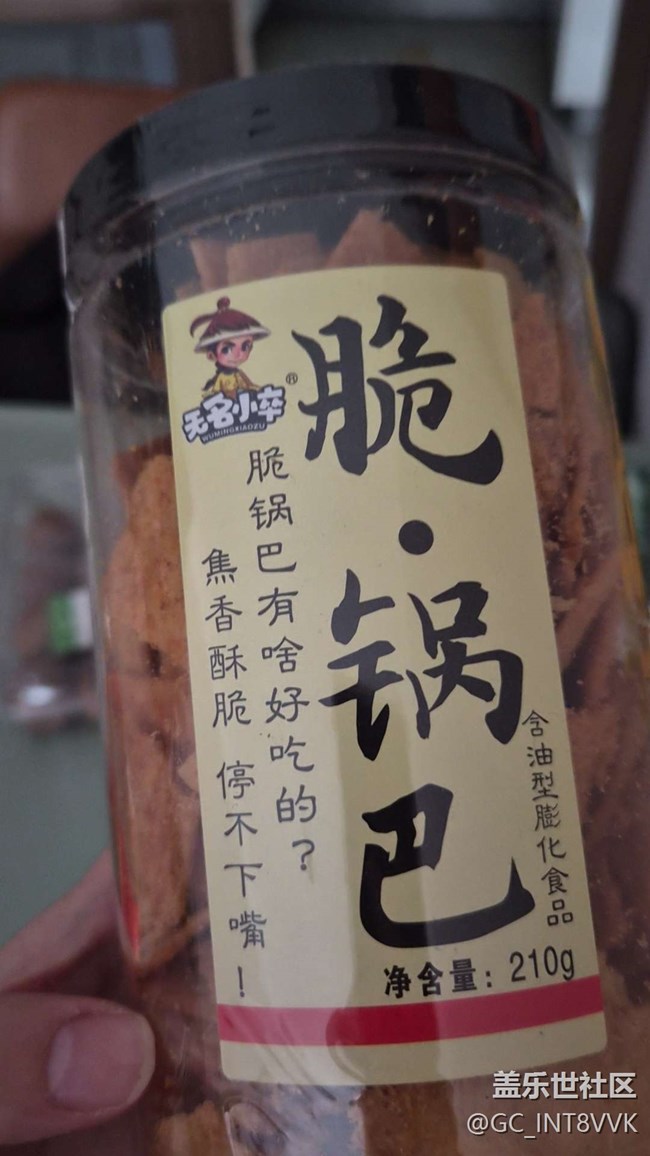 无名小卒®
WUMINGXIAOZU
脆·锅巴
脆锅巴有啥好吃的？
焦香酥脆 停不下嘴！
含油型膨化食品
净含量：210g
盖乐世社区
@GC_INT8VVK